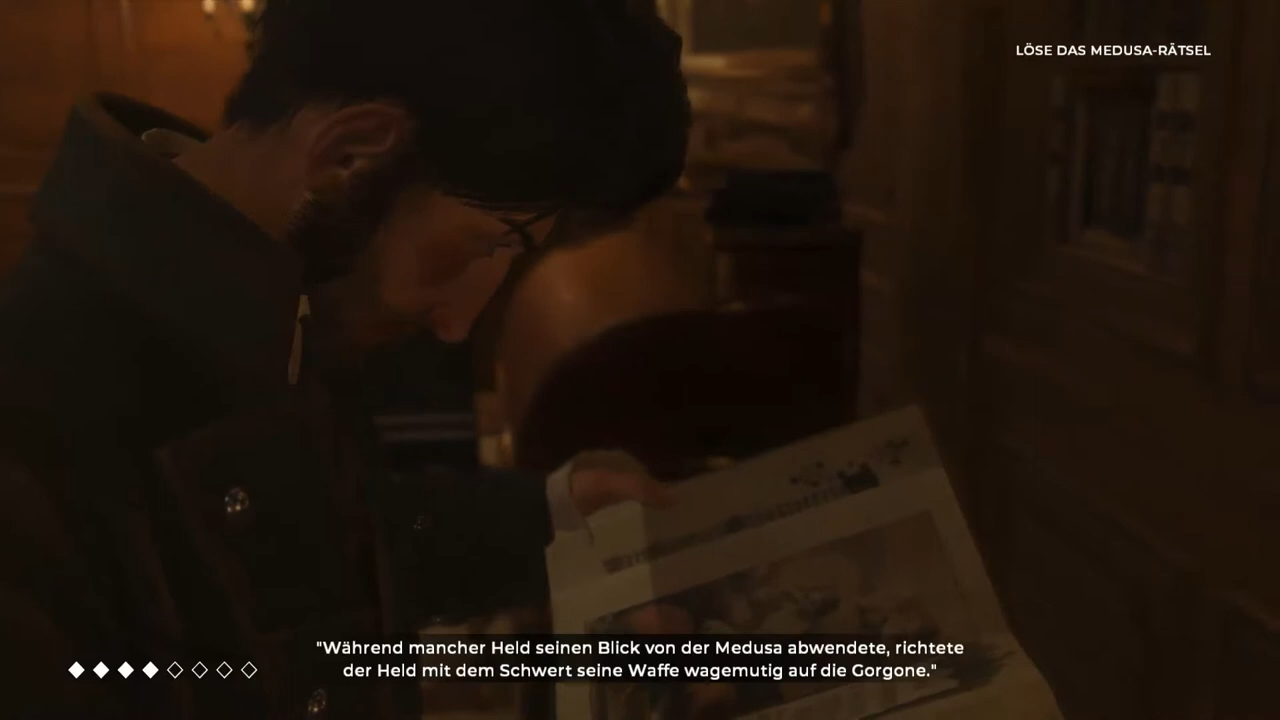 LÖSE DAS MEDUSA-RÄTSEL
"Während mancher Held seinen Blick von der Medusa abwendete, richtete
der Held mit dem Schwert seine Waffe wagemutig auf die Gorgone."